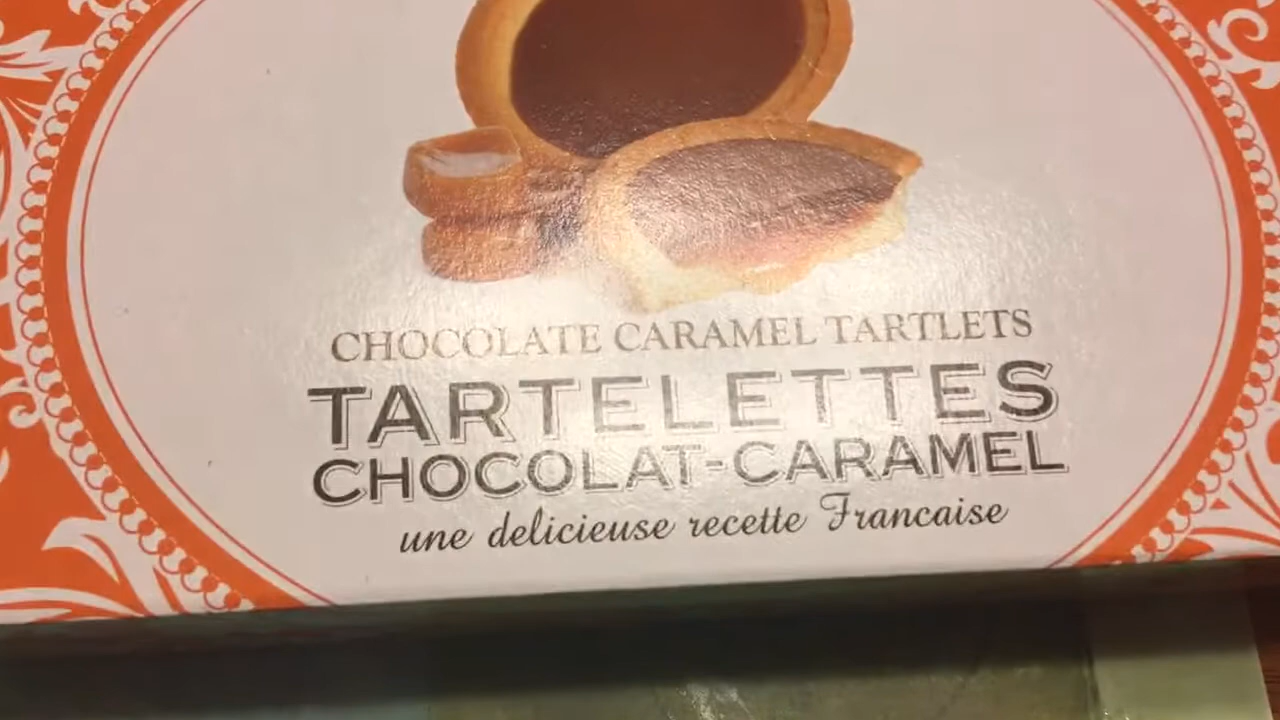 CHOCOLATE CARAMEL TARTLETS
TARTELETTES
CHOCOLAT-CARAMEL
une delicieuse recette Francaise